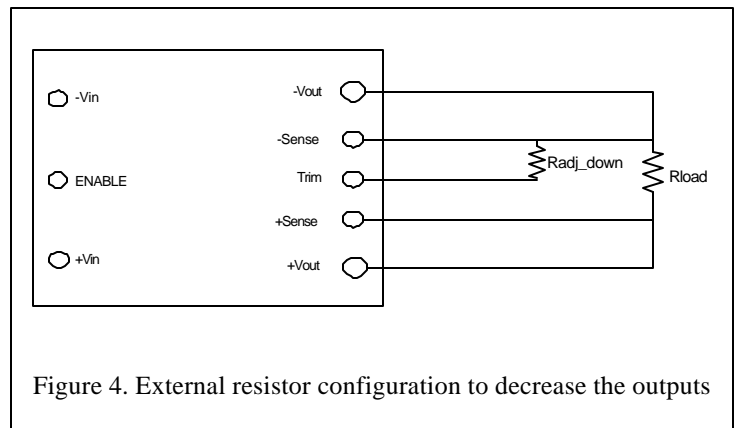 -Vin
-Vout
-Sense
ENABLE
Trim
Radj_down
Rload
+Sense
+Vin
+Vout
Figure 4. External resistor configuration to decrease the outputs